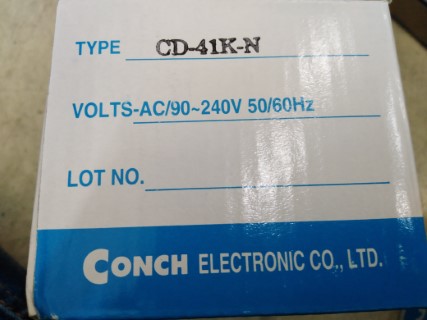 TYPE CD-41K-N
VOLTS-AC/90~240V 50/60Hz
LOT NO.
CONCH ELECTRONIC CO., LTD.